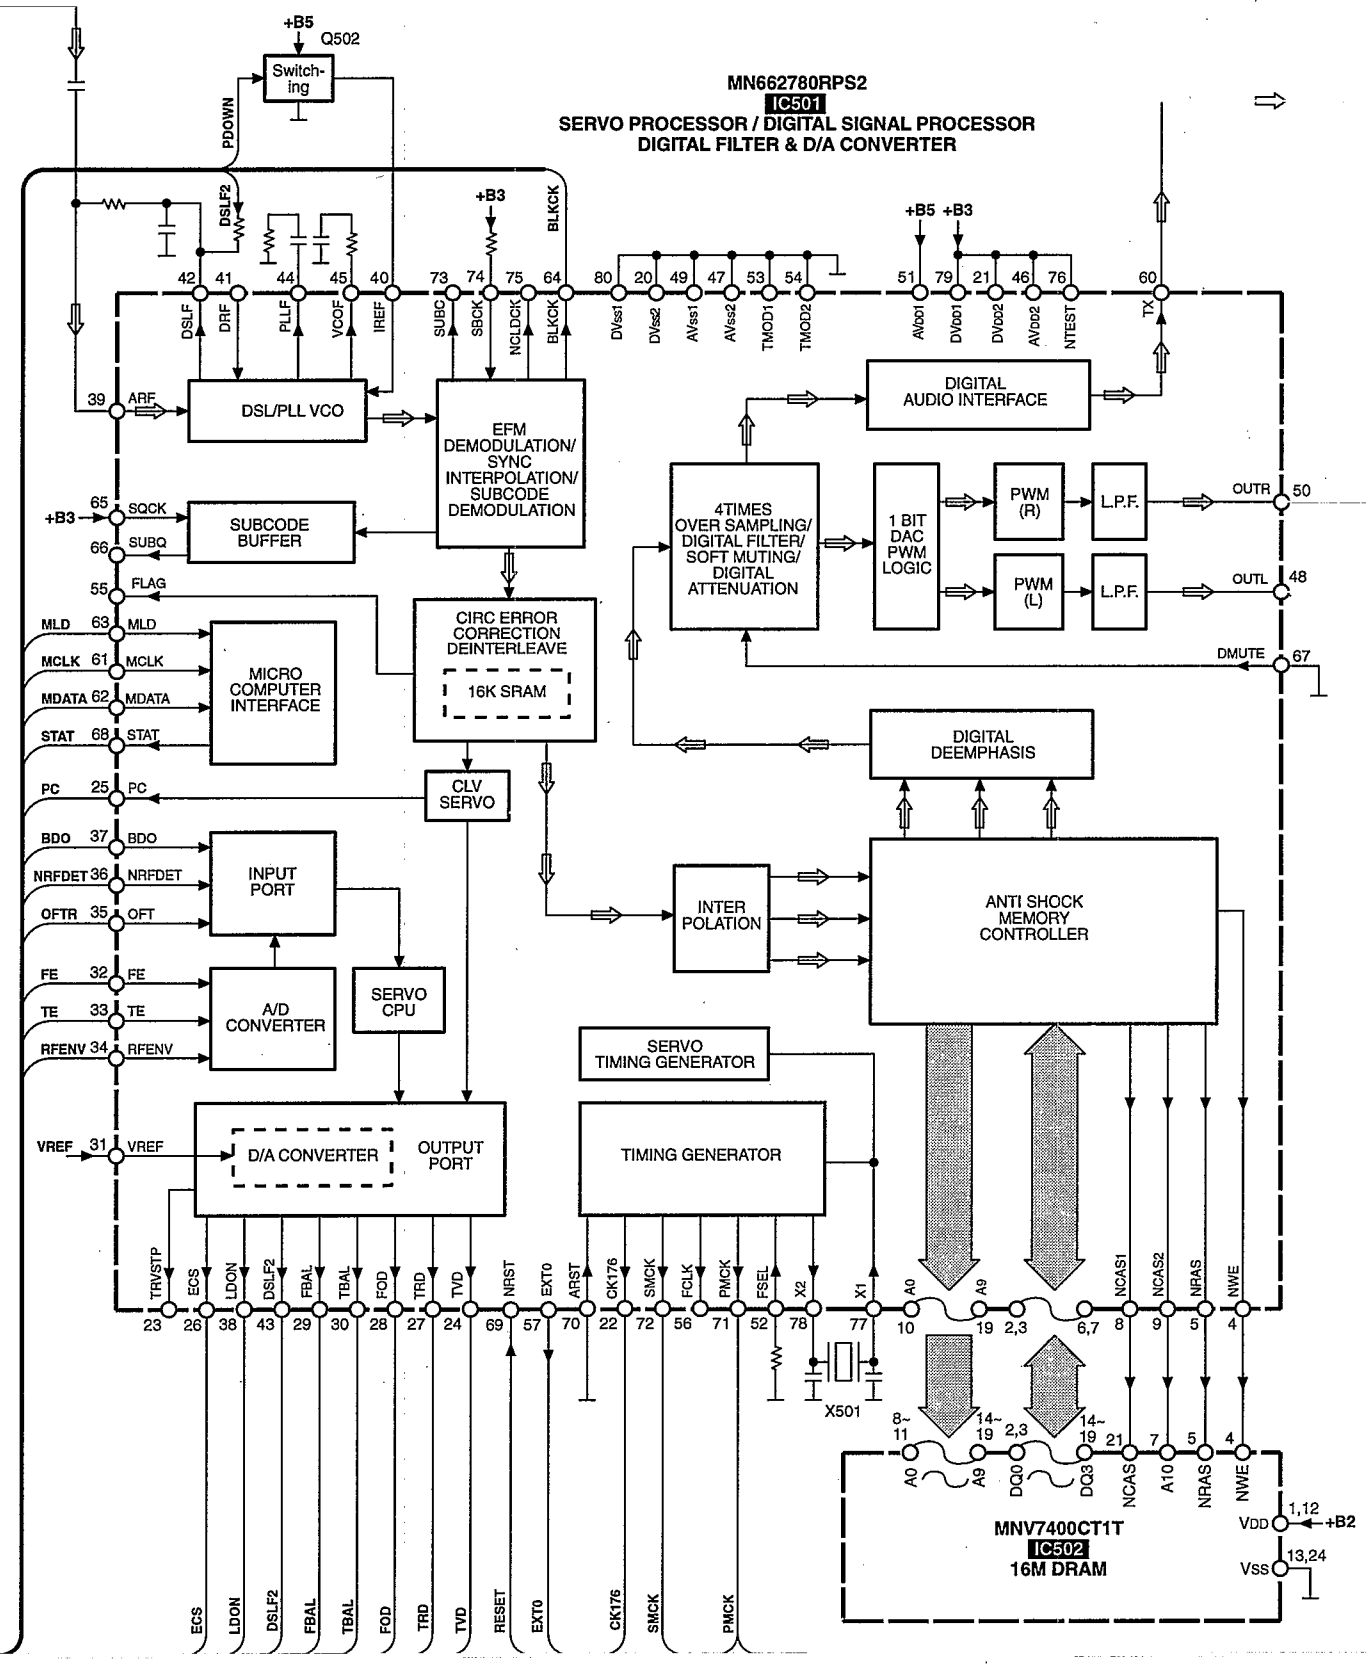 +B5
Q502
Switch-
ing
PDOWN
MN662780RPS2
IC501
SERVO PROCESSOR / DIGITAL SIGNAL PROCESSOR
DIGITAL FILTER & D/A CONVERTER
DSLF2
+B3
BLKCK
+B5 +B3
42 41 44 45 40 73 74 75 64 80 20 49 47 53 54 51 79 21 46 76 60
DSLF
DRF
PLLF
VCOF
IREF
SUBC
SBCK
NCLDCK
BLKCK
DVss1
DVss2
AVss1
AVss2
TMOD1
TMOD2
AVDD1
DVDD1
DVDD2
AVDD2
NTEST
TX
39 ARF
DSL/PLL VCO
EFM
DEMODULATION/
SYNC
INTERPOLATION/
SUBCODE
DEMODULATION
DIGITAL
AUDIO INTERFACE
+B3 65 SQCK
66 SUBQ
SUBCODE
BUFFER
4TIMES
OVER SAMPLING/
DIGITAL FILTER/
SOFT MUTING/
DIGITAL
ATTENUATION
1 BIT
DAC
PWM
LOGIC
PWM
(R)
L.P.F.
OUTR 50
PWM
(L)
L.P.F.
OUTL 48
55 FLAG
MLD 63 MLD
MCLK 61 MCLK
MDATA 62 MDATA
STAT 68 STAT
MICRO
COMPUTER
INTERFACE
CIRC ERROR
CORRECTION
DEINTERLEAVE
16K SRAM
DMUTE 67
DIGITAL
DEEMPHASIS
PC 25 PC
CLV
SERVO
BDO 37 BDO
NRFDET 36 NRFDET
OFTR 35 OFT
INPUT
PORT
INTER
POLATION
ANTI SHOCK
MEMORY
CONTROLLER
FE 32 FE
TE 33 TE
RFENV 34 RFENV
A/D
CONVERTER
SERVO
CPU
SERVO
TIMING GENERATOR
VREF 31 VREF
D/A CONVERTER
OUTPUT
PORT
TIMING GENERATOR
TRVSTP
ECS
LDON
DSLF2
FBAL
TBAL
FOD
TRD
TVD
NRST
EXT0
ARST
CK176
SMCK
FCLK
PMCK
FSEL
X2
X1
A0
A9
NCAS1
NCAS2
NRAS
NWE
23 26 38 43 29 30 28 27 24 69 57 70 22 72 56 71 52 78 77 10 19 2,3 6,7 8 9 5 4
X501
8~
11
14~
19
2,3
14~
19
21 7 5 4
A0
A9
DQ0
DQ3
NCAS
A10
NRAS
NWE
MNV7400CT1T
IC502
16M DRAM
VDD 1,12 +B2
VSS 13,24
ECS
LDON
DSLF2
FBAL
TBAL
FOD
TRD
TVD
RESET
EXT0
CK176
SMCK
PMCK